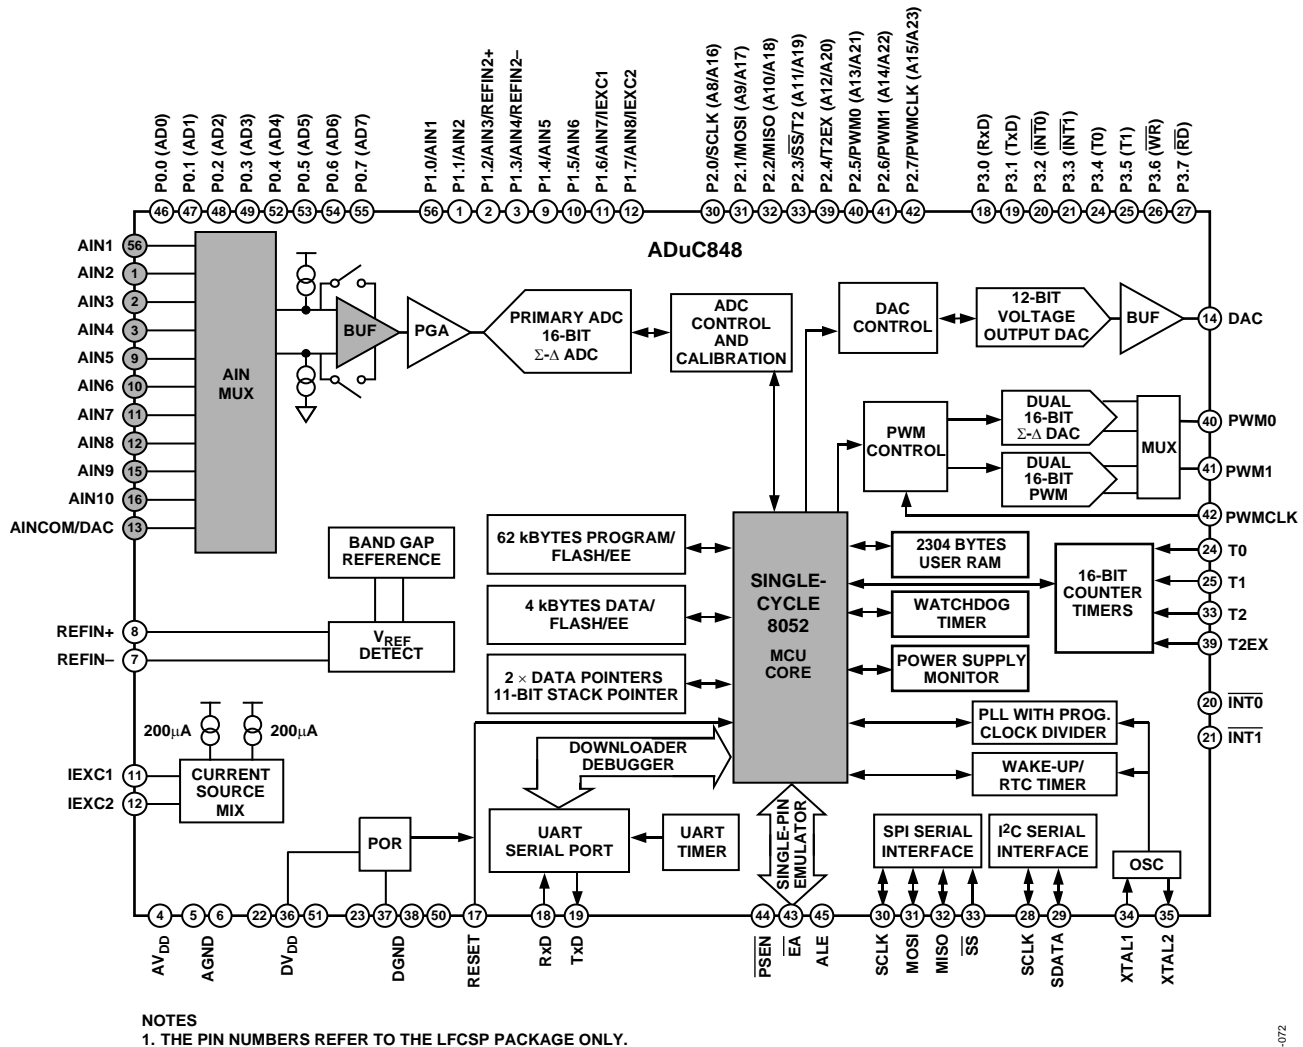 P0.0 (AD0)
P0.1 (AD1)
P0.2 (AD2)
P0.3 (AD3)
P0.4 (AD4)
P0.5 (AD5)
P0.6 (AD6)
P0.7 (AD7)
P1.0/AIN1
P1.1/AIN2
P1.2/AIN3/REFIN2+
P1.3/AIN4/REFIN2–
P1.4/AIN5
P1.5/AIN6
P1.6/AIN7/IEXC1
P1.7/AIN8/IEXC2
P2.0/SCLK (A8/A16)
P2.1/MOSI (A9/A17)
P2.2/MISO (A10/A18)
P2.3/SS/T2 (A11/A19)
P2.4/T2EX (A12/A20)
P2.5/PWM0 (A13/A21)
P2.6/PWM1 (A14/A22)
P2.7/PWMCLK (A15/A23)
P3.0 (RxD)
P3.1 (TxD)
P3.2 (INT0)
P3.3 (INT1)
P3.4 (T0)
P3.5 (T1)
P3.6 (WR)
P3.7 (RD)
46 47 48 49 52 53 54 55 56 1 2 3 9 10 11 12 30 31 32 33 39 40 41 42 18 19 20 21 24 25 26 27
ADuC848
AIN1 56
AIN2 1
AIN3 2
AIN4 3
AIN5 9
AIN6 10
AIN7 11
AIN8 12
AIN9 15
AIN10 16
AINCOM/DAC 13
AIN
MUX
BUF
PGA
PRIMARY ADC
16-BIT
Σ-Δ ADC
ADC
CONTROL
AND
CALIBRATION
DAC
CONTROL
12-BIT
VOLTAGE
OUTPUT DAC
BUF
14 DAC
PWM
CONTROL
DUAL
16-BIT
Σ-Δ DAC
DUAL
16-BIT
PWM
MUX
40 PWM0
41 PWM1
42 PWMCLK
BAND GAP
REFERENCE
VREF
DETECT
REFIN+ 8
REFIN– 7
62 kBYTES PROGRAM/
FLASH/EE
4 kBYTES DATA/
FLASH/EE
2 × DATA POINTERS
11-BIT STACK POINTER
SINGLE-
CYCLE
8052
MCU
CORE
2304 BYTES
USER RAM
WATCHDOG
TIMER
POWER SUPPLY
MONITOR
16-BIT
COUNTER
TIMERS
24 T0
25 T1
33 T2
39 T2EX
20 INT0
21 INT1
200μA 200μA
IEXC1 11
IEXC2 12
CURRENT
SOURCE
MIX
DOWNLOADER
DEBUGGER
PLL WITH PROG.
CLOCK DIVIDER
WAKE-UP/
RTC TIMER
POR
UART
SERIAL PORT
UART
TIMER
SINGLE-PIN
EMULATOR
SPI SERIAL
INTERFACE
I2C SERIAL
INTERFACE
OSC
4 5 6 22 36 51 23 37 38 50 17 18 19 44 43 45 30 31 32 33 28 29 34 35
AVDD
AGND
DVDD
DGND
RESET
RxD
TxD
PSEN
EA
ALE
SCLK
MOSI
MISO
SS
SCLK
SDATA
XTAL1
XTAL2
NOTES
1. THE PIN NUMBERS REFER TO THE LFCSP PACKAGE ONLY.
-072